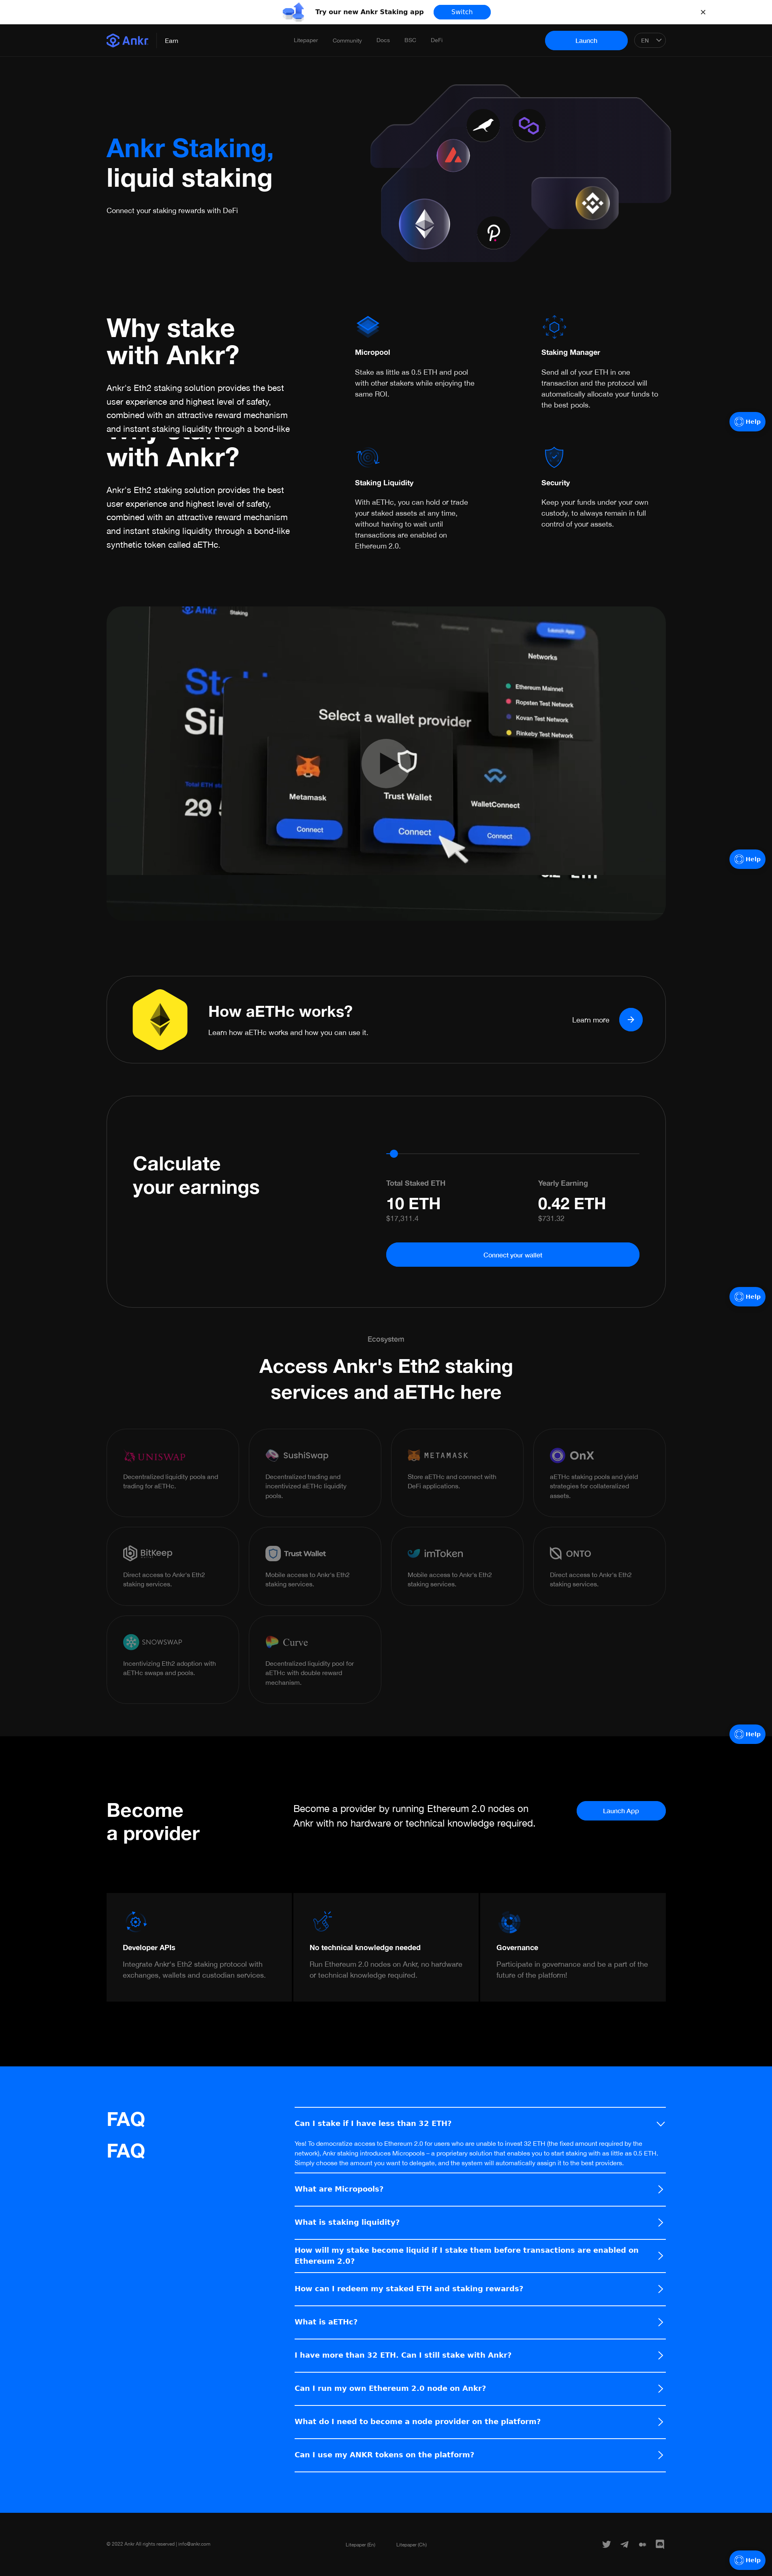 Try our new Ankr Staking app
Switch
Ankr
Earn
Litepaper
Community
Docs
BSC
DeFi
Launch
EN
Ankr Staking,
liquid staking
Connect your staking rewards with DeFi
Why stake
with Ankr?
Ankr's Eth2 staking solution provides the best
user experience and highest level of safety,
combined with an attractive reward mechanism
and instant staking liquidity through a bond-like
Micropool
Stake as little as 0.5 ETH and pool
with other stakers while enjoying the
same ROI.
Staking Manager
Send all of your ETH in one
transaction and the protocol will
automatically allocate your funds to
the best pools.
Help
Why stake
with Ankr?
Ankr's Eth2 staking solution provides the best
user experience and highest level of safety,
combined with an attractive reward mechanism
and instant staking liquidity through a bond-like
synthetic token called aETHc.
Staking Liquidity
With aETHc, you can hold or trade
your staked assets at any time,
without having to wait until
transactions are enabled on
Ethereum 2.0.
Security
Keep your funds under your own
custody, to always remain in full
control of your assets.
Ankr
Staking
Community
Governance
Docs
Launch App
Networks
Ethereum Mainnet
Ropsten Test Network
Kovan Test Network
Rinkeby Test Network
Select a wallet provider
Metamask
Connect
Trust Wallet
Connect
WalletConnect
Connect
Total ETH
29 5
ETH
Help
How aETHc works?
Learn how aETHc works and how you can use it.
Learn more
Calculate
your earnings
Total Staked ETH
10 ETH
$17,311.4
Yearly Earning
0.42 ETH
$731.32
Connect your wallet
Help
Ecosystem
Access Ankr's Eth2 staking
services and aETHc here
UNISWAP
Decentralized liquidity pools and
trading for aETHc.
SushiSwap
Decentralized trading and
incentivized aETHc liquidity
pools.
METAMASK
Store aETHc and connect with
DeFi applications.
OnX
aETHc staking pools and yield
strategies for collateralized
assets.
BitKeep
Direct access to Ankr's Eth2
staking services.
Trust Wallet
Mobile access to Ankr's Eth2
staking services.
imToken
Mobile access to Ankr's Eth2
staking services.
ONTO
Direct access to Ankr's Eth2
staking services.
SNOWSWAP
Incentivizing Eth2 adoption with
aETHc swaps and pools.
Curve
Decentralized liquidity pool for
aETHc with double reward
mechanism.
Help
Become
a provider
Become a provider by running Ethereum 2.0 nodes on
Ankr with no hardware or technical knowledge required.
Launch App
Developer APIs
Integrate Ankr's Eth2 staking protocol with
exchanges, wallets and custodian services.
No technical knowledge needed
Run Ethereum 2.0 nodes on Ankr, no hardware
or technical knowledge required.
Governance
Participate in governance and be a part of the
future of the platform!
FAQ
FAQ
Can I stake if I have less than 32 ETH?
Yes! To democratize access to Ethereum 2.0 for users who are unable to invest 32 ETH (the fixed amount required by the
network), Ankr staking introduces Micropools – a proprietary solution that enables you to start staking with as little as 0.5 ETH.
Simply choose the amount you want to delegate, and the system will automatically assign it to the best providers.
What are Micropools?
What is staking liquidity?
How will my stake become liquid if I stake them before transactions are enabled on
Ethereum 2.0?
How can I redeem my staked ETH and staking rewards?
What is aETHc?
I have more than 32 ETH. Can I still stake with Ankr?
Can I run my own Ethereum 2.0 node on Ankr?
What do I need to become a node provider on the platform?
Can I use my ANKR tokens on the platform?
© 2022 Ankr. All rights reserved | info@ankr.com
Litepaper (En)
Litepaper (Ch)
Help